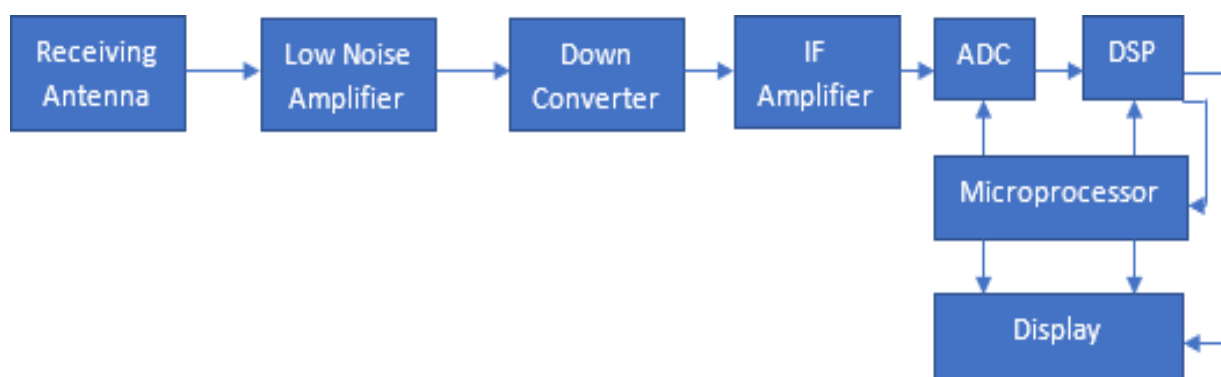 Receiving
Antenna
Low Noise
Amplifier
Down
Converter
IF
Amplifier
ADC
DSP
Microprocessor
Display